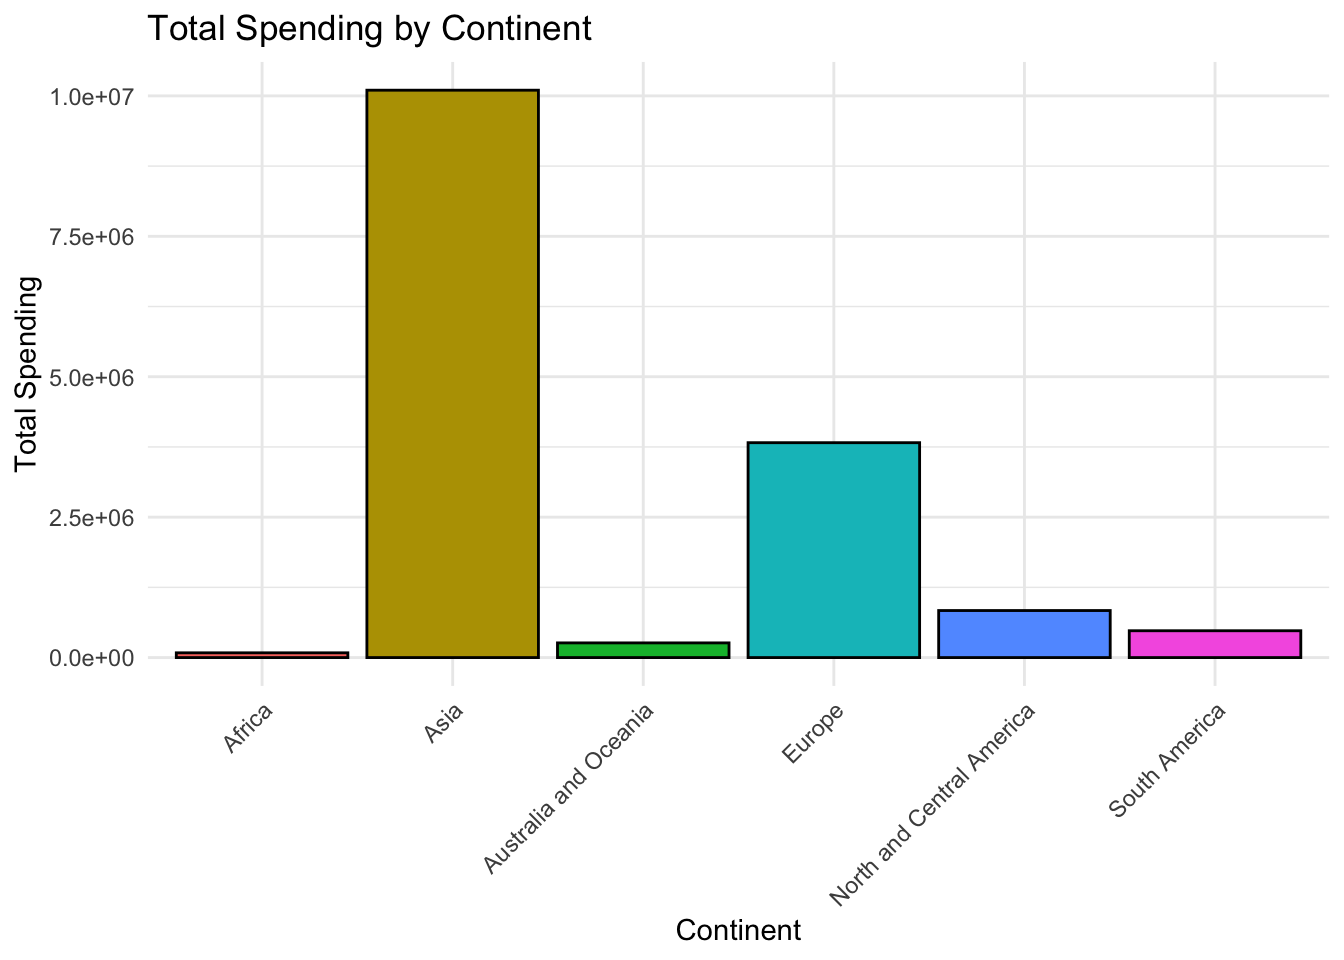 Total Spending by Continent
Total Spending
1.0e+07
7.5e+06
5.0e+06
2.5e+06
0.0e+00
Africa
Asia
Australia and Oceania
Europe
North and Central America
South America
Continent